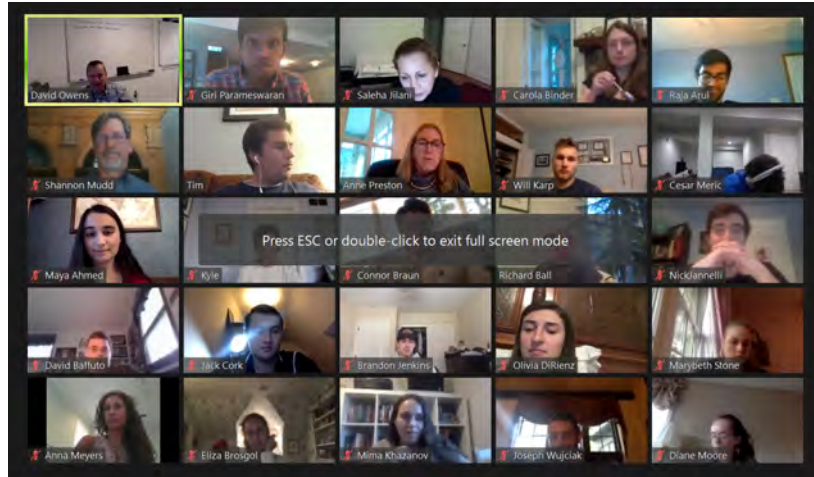 David Owens
Giri Parameswaran
Saleha Jilani
Carola Binder
Raja Arul
Shannon Mudd
Tim
Anne Preston
Will Karp
Cesar Meric
Press ESC or double-click to exit full screen mode
Maya Ahmed
Kyle
Connor Braun
Richard Ball
NickIannelli
David Baffuto
Jack Cork
Brandon Jenkins
Olivia DiRienz
Marybeth Stone
Anna Meyers
Eliza Brosgol
Mima Khazanov
Joseph Wujciak
Diane Moore